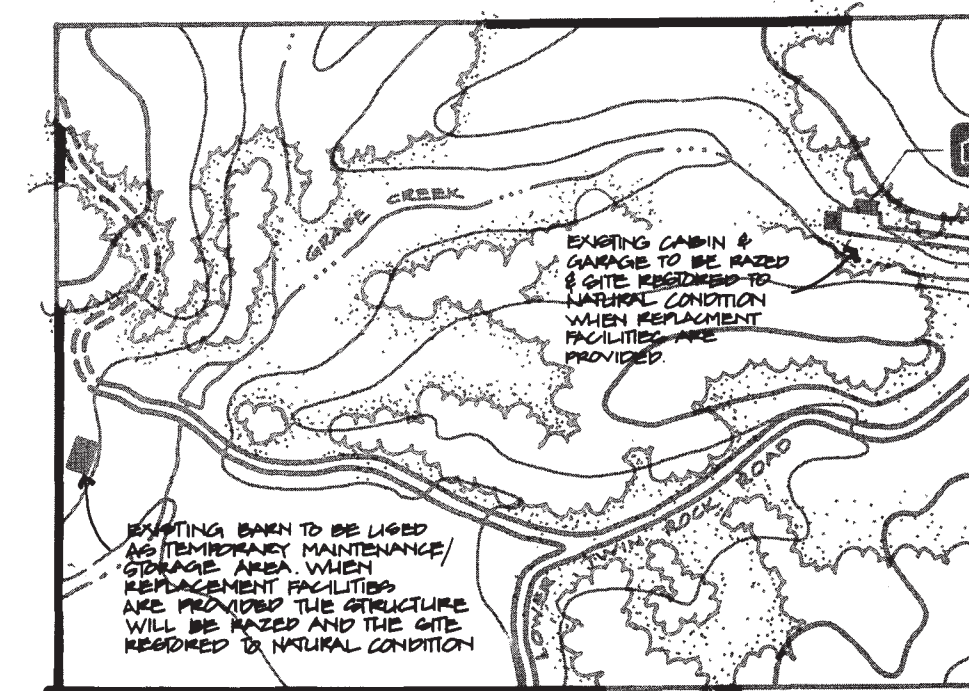 GRAPE CREEK
EXISTING CABIN &
GARAGE TO BE RAZED
& SITE RESTORED TO
NATURAL CONDITION
WHEN REPLACMENT
FACILITIES ARE
PROVIDED.
LOWER TWIN ROCK ROAD
EXISTING BARN TO BE USED
AS TEMPORARY MAINTENANCE/
STORAGE AREA. WHEN
REPLACEMENT FACILITIES
ARE PROVIDED THE STRUCTURE
WILL BE RAZED AND THE SITE
RESTORED TO NATURAL CONDITION